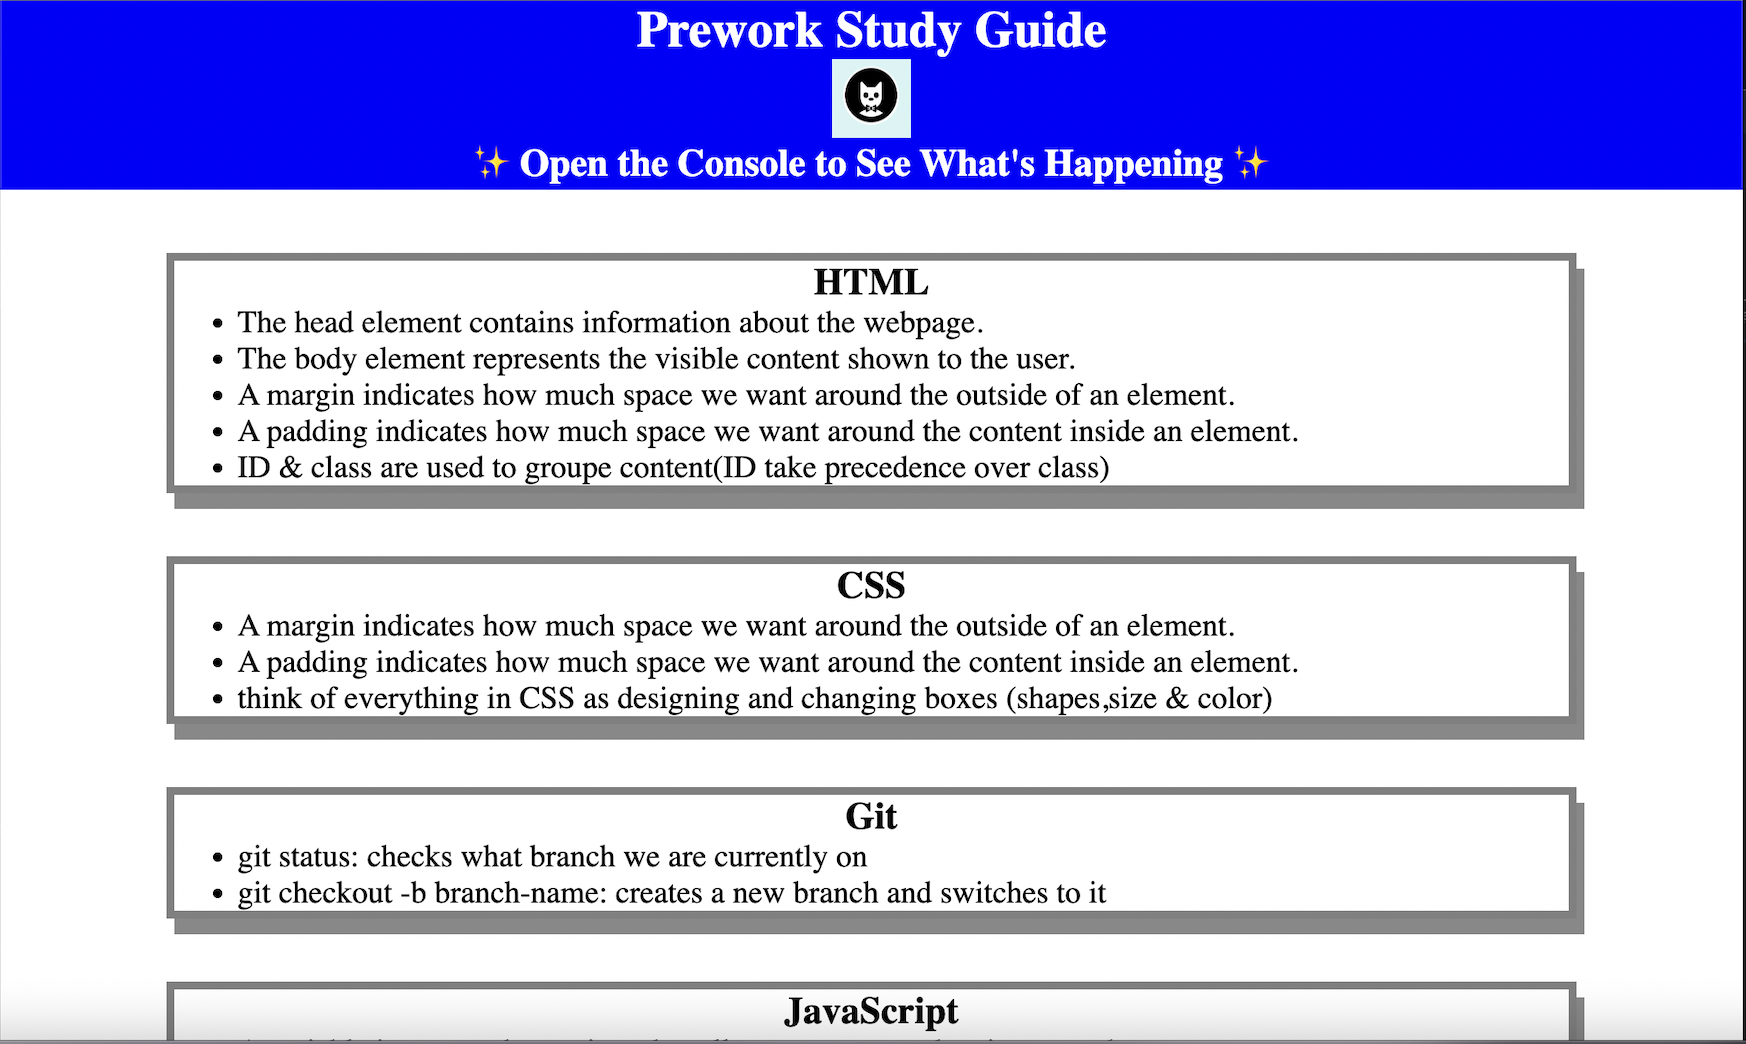 Prework Study Guide
✨ Open the Console to See What's Happening ✨
HTML
• The head element contains information about the webpage.
• The body element represents the visible content shown to the user.
• A margin indicates how much space we want around the outside of an element.
• A padding indicates how much space we want around the content inside an element.
• ID & class are used to groupe content(ID take precedence over class)
CSS
• A margin indicates how much space we want around the outside of an element.
• A padding indicates how much space we want around the content inside an element.
• think of everything in CSS as designing and changing boxes (shapes,size & color)
Git
• git status: checks what branch we are currently on
• git checkout -b branch-name: creates a new branch and switches to it
JavaScript